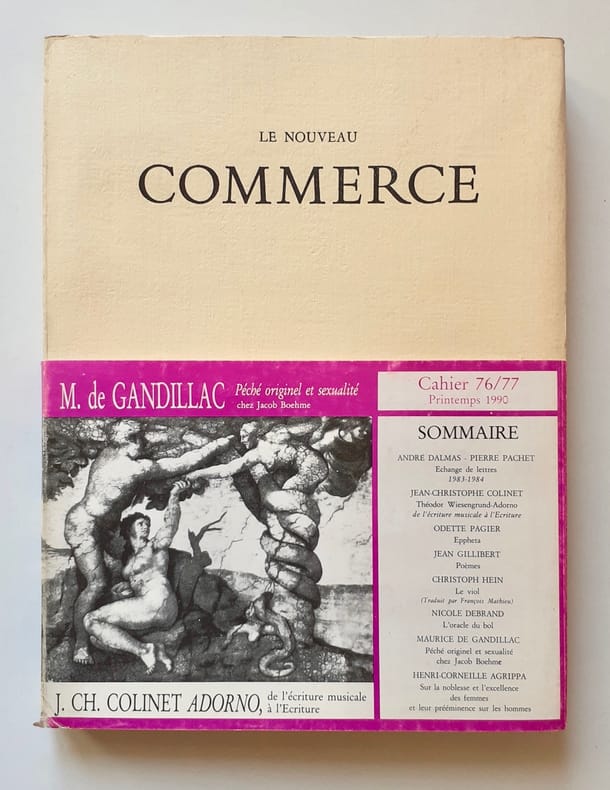 LE NOUVEAU
COMMERCE
M. de GANDILLAC Péché originel et sexualité
chez Jacob Boehme
Cahier 76/77
Printemps 1990
SOMMAIRE
ANDRE DALMAS - PIERRE PACHET
Echange de lettres
1983-1984
JEAN-CHRISTOPHE COLINET
Théodor Wiesengrund-Adorno
de l'écriture musicale à l'Ecriture
ODETTE PAGIER
Eppheta
JEAN GILLIBERT
Poèmes
CHRISTOPH HEIN
Le viol
(Traduit par François Mathieu)
NICOLE DEBRAND
L'oracle du bol
MAURICE DE GANDILLAC
Péché originel et sexualité
chez Jacob Boehme
HENRI-CORNEILLE AGRIPPA
Sur la noblesse et l'excellence
des femmes
et leur prééminence sur les hommes
J. CH. COLINET ADORNO, de l'écriture musicale
à l'Ecriture